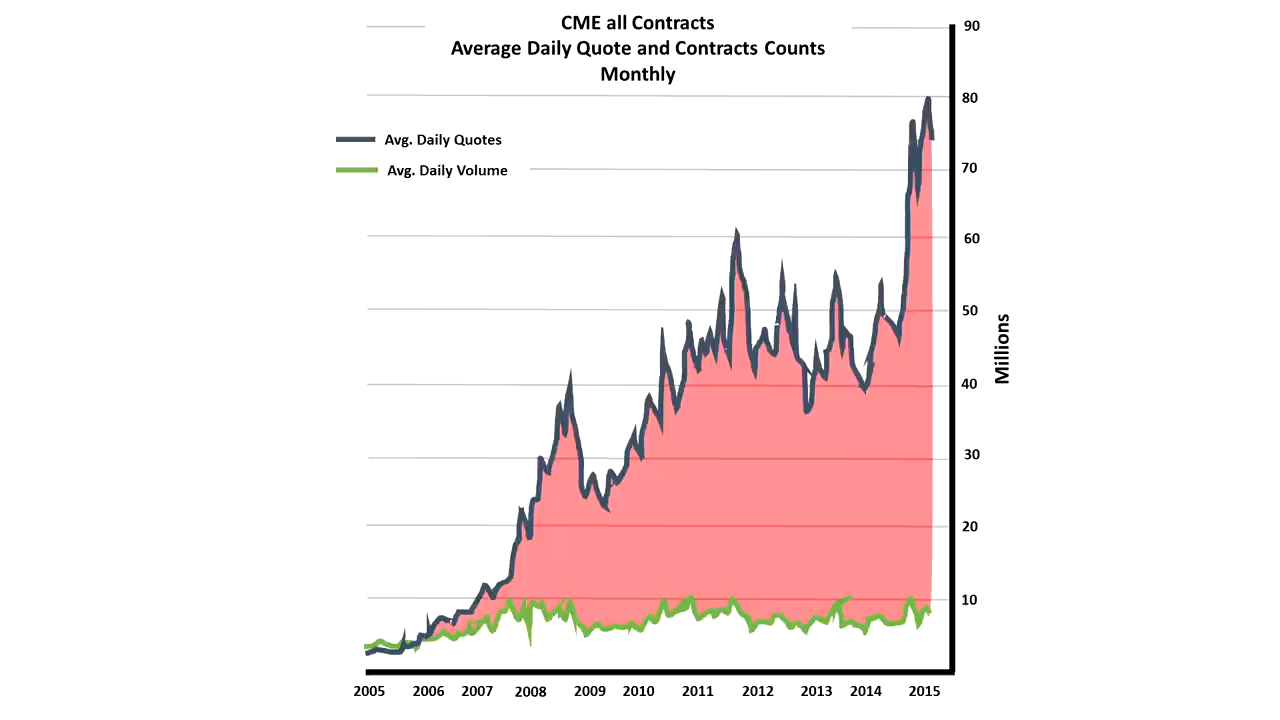 CME all Contracts
Average Daily Quote and Contracts Counts
Monthly
Avg. Daily Quotes
Avg. Daily Volume
90
80
70
60
50
40
30
20
10
Millions
2005 2006 2007 2008 2009 2010 2011 2012 2013 2014 2015